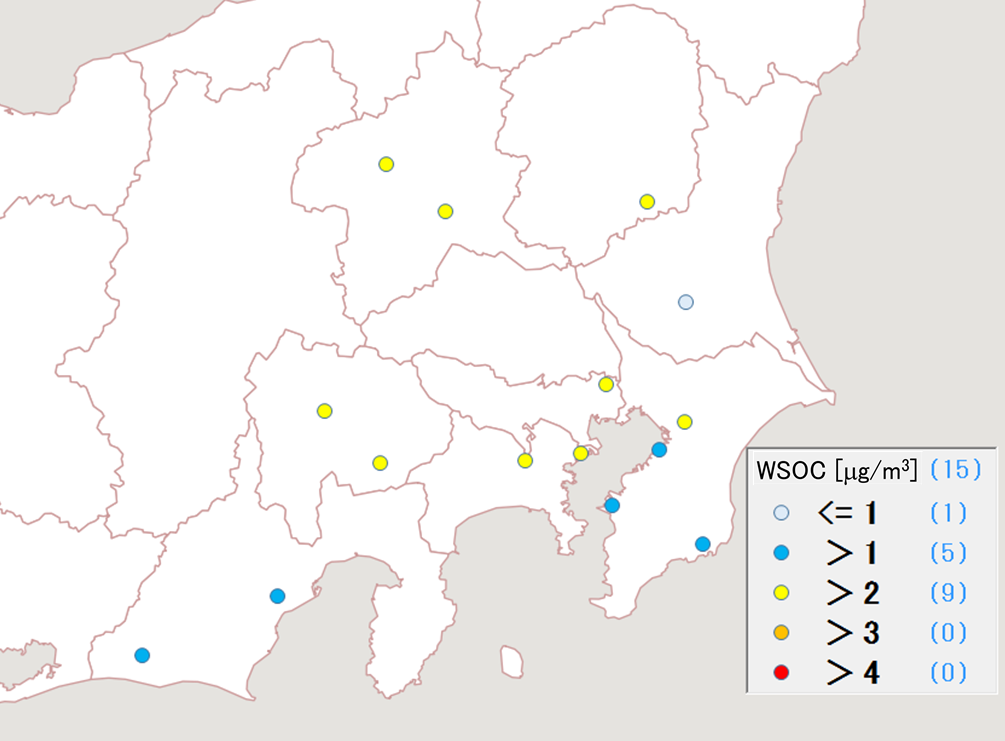 WSOC [μg/m³] (15)
<= 1 (1)
> 1 (5)
> 2 (9)
> 3 (0)
> 4 (0)